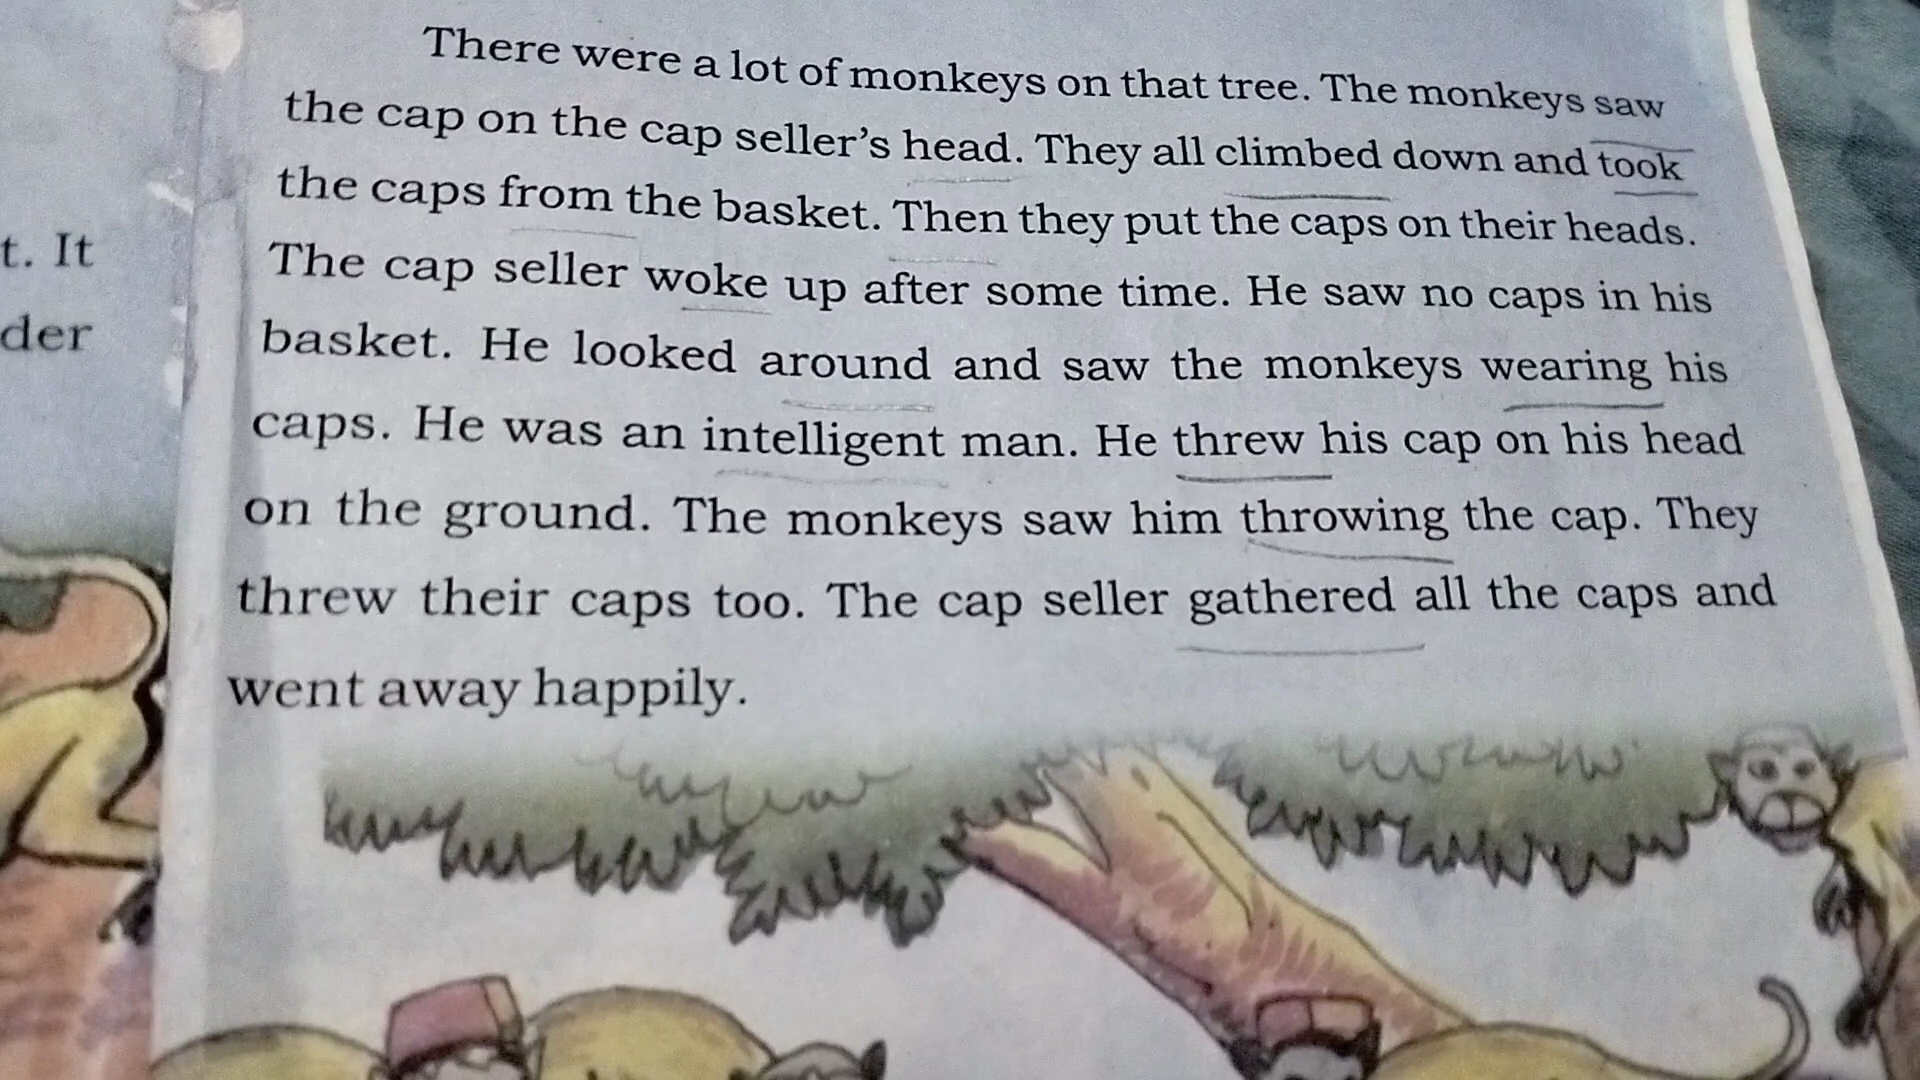 t. It
der
There were a lot of monkeys on that tree. The monkeys saw
the cap on the cap seller's head. They all climbed down and took
the caps from the basket. Then they put the caps on their heads.
The cap seller woke up after some time. He saw no caps in his
basket. He looked around and saw the monkeys wearing his
caps. He was an intelligent man. He threw his cap on his head
on the ground. The monkeys saw him throwing the cap. They
threw their caps too. The cap seller gathered all the caps and
went away happily.